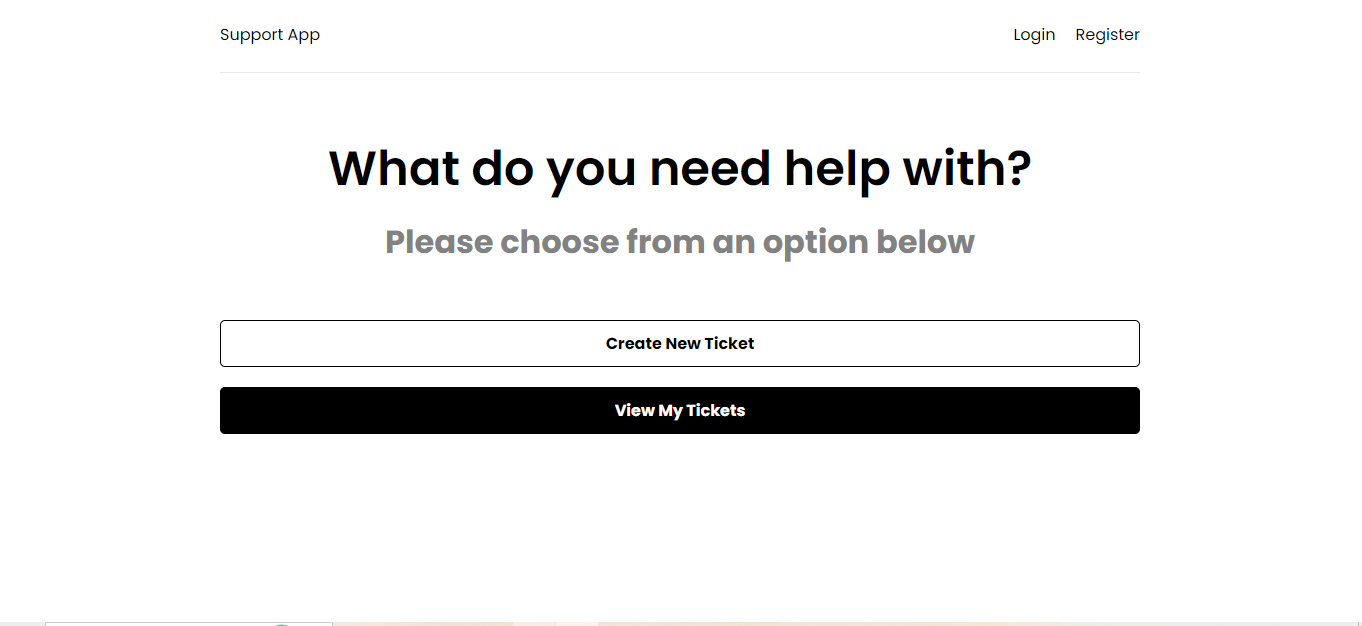 Support App
Login Register
What do you need help with?
Please choose from an option below
Create New Ticket
View My Tickets